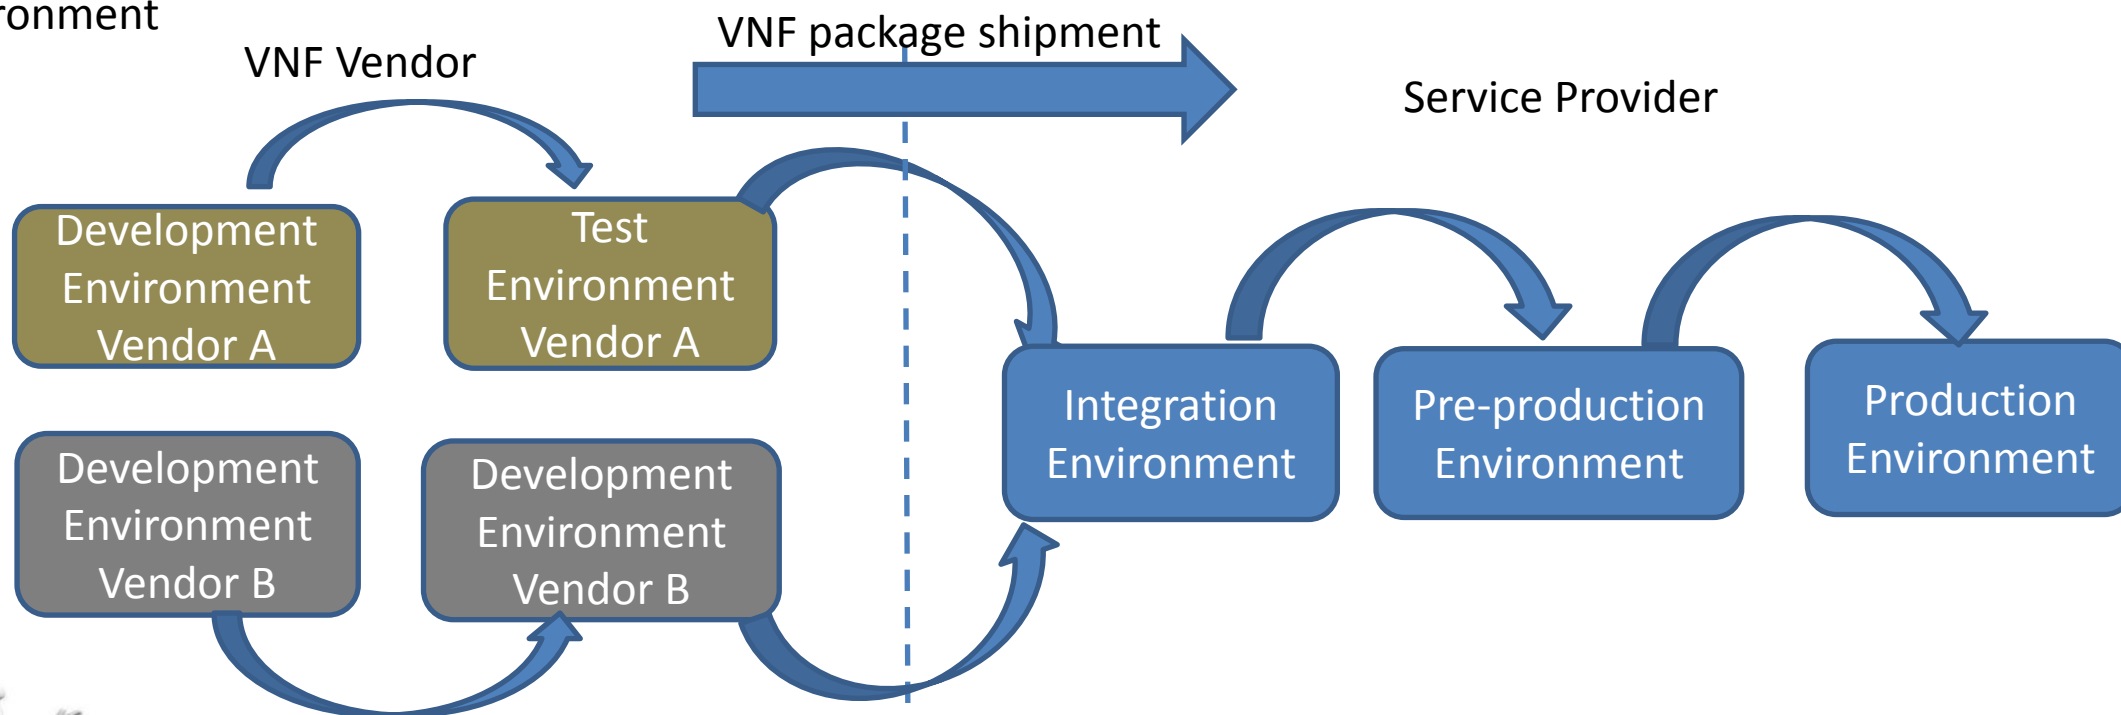 ronment
VNF Vendor
VNF package shipment
Service Provider
Development
Environment
Vendor A
Test
Environment
Vendor A
Development
Environment
Vendor B
Development
Environment
Vendor B
Integration
Environment
Pre-production
Environment
Production
Environment